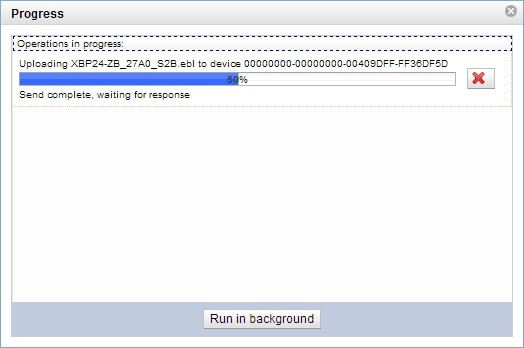 Progress
Operations in progress:
Uploading XBP24-ZB_27A0_S2B.ebl to device 00000000-00000000-00409DFF-FF36DF5D
50%
Send complete, waiting for response
Run in background